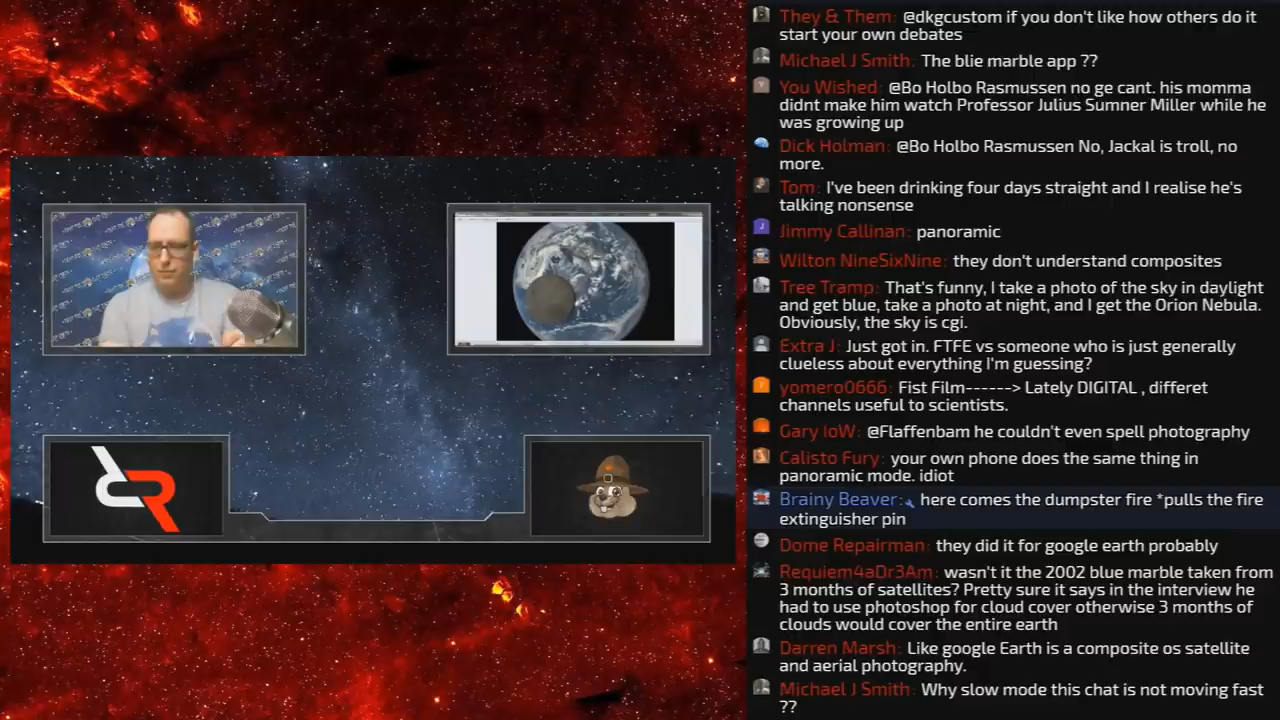 They & Them: @dkgcustom if you don't like how others do it
start your own debates
Michael J Smith: The blie marble app ??
You Wished: @Bo Holbo Rasmussen no ge cant. his momma
didnt make him watch Professor Julius Sumner Miller while he
was growing up
Dick Holman: @Bo Holbo Rasmussen No, Jackal is troll, no
more.
Tom: I've been drinking four days straight and I realise he's
talking nonsense
J
Jimmy Callinan: panoramic
Wilton NineSixNine: they don't understand composites
Tree Tramp: That's funny, I take a photo of the sky in daylight
and get blue, take a photo at night, and I get the Orion Nebula.
Obviously, the sky is cgi.
Extra J: Just got in. FTFE vs someone who is just generally
clueless about everything I'm guessing?
yomero0666: Fist Film------> Lately DIGITAL , differet
channels useful to scientists.
Gary IoW: @Flaffenbam he couldn't even spell photography
Calisto Fury: your own phone does the same thing in
panoramic mode. idiot
Brainy Beaver: here comes the dumpster fire *pulls the fire
extinguisher pin
Dome Repairman: they did it for google earth probably
Requiem4aDr3Am: wasn't it the 2002 blue marble taken from
3 months of satellites? Pretty sure it says in the interview he
had to use photoshop for cloud cover otherwise 3 months of
clouds would cover the entire earth
Darren Marsh: Like google Earth is a composite os satellite
and aerial photography.
Michael J Smith: Why slow mode this chat is not moving fast
??